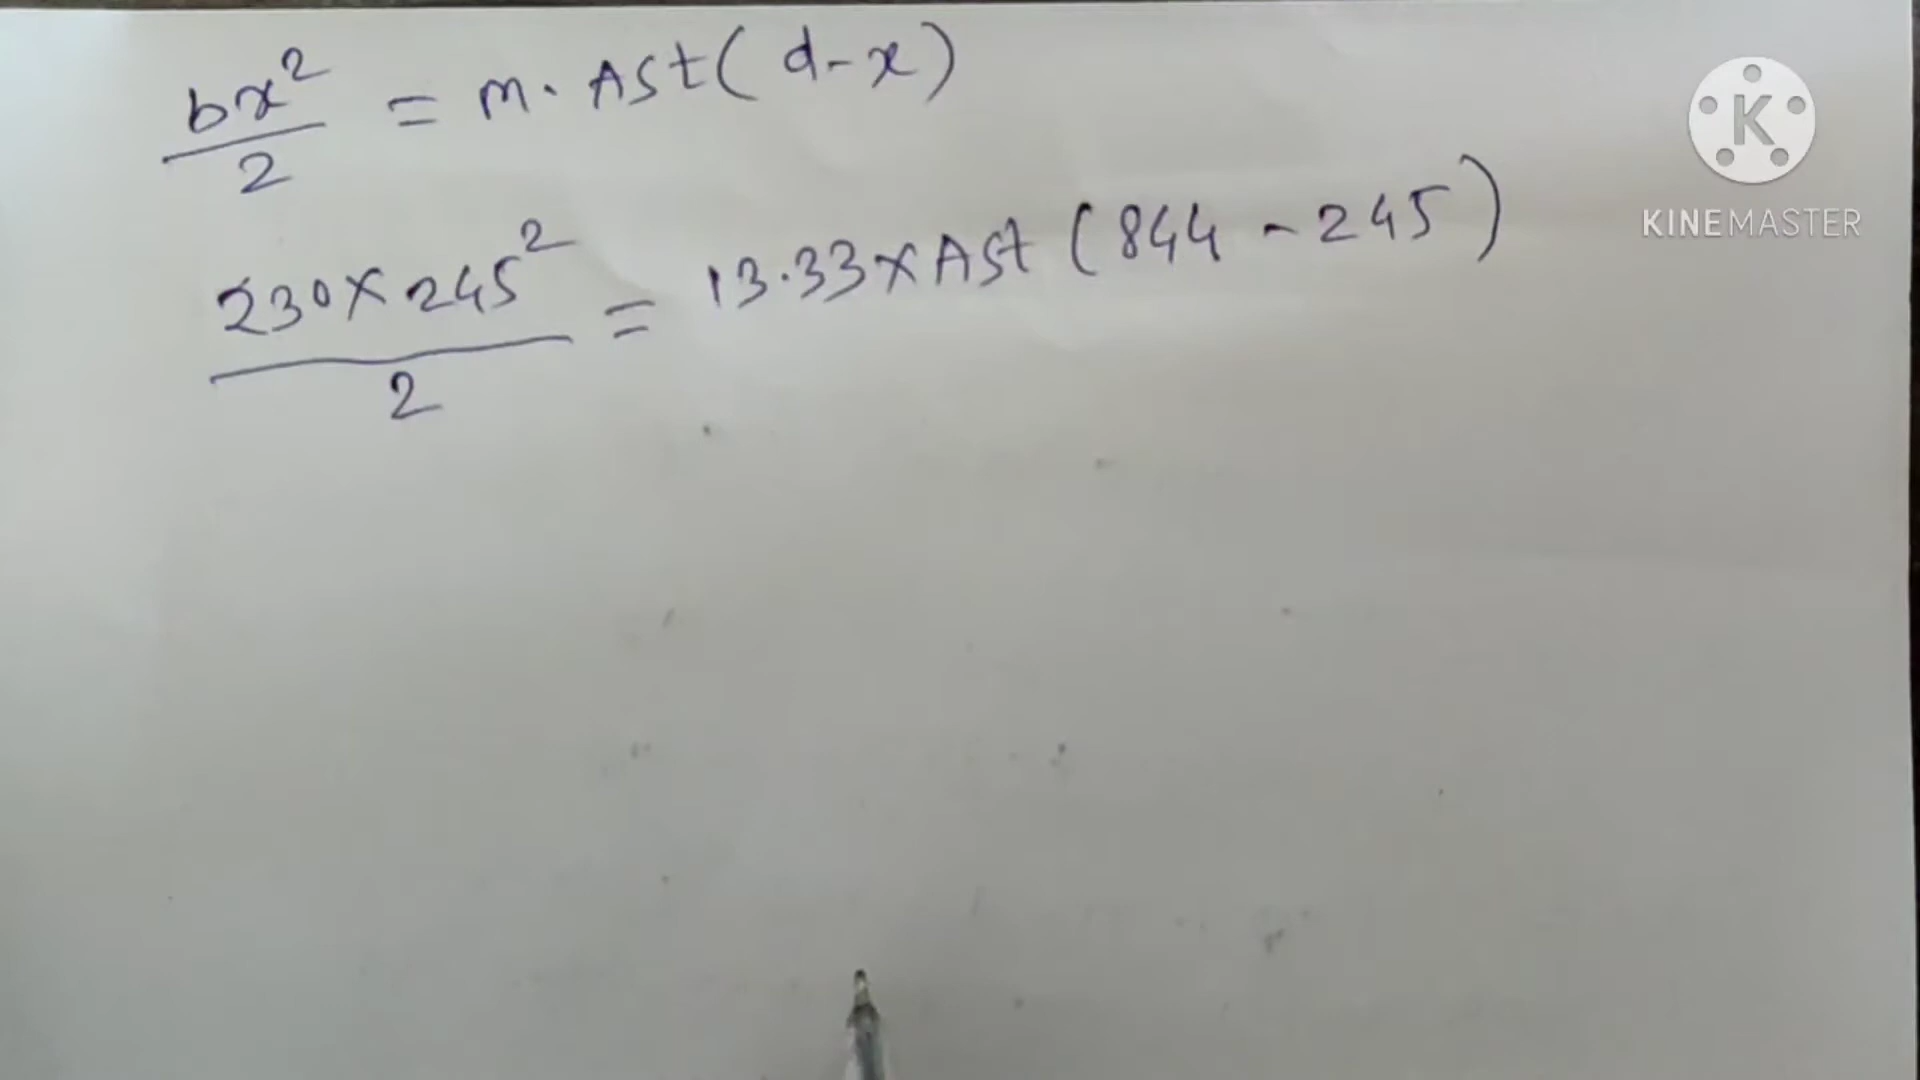 bx²/2 = m. Ast (d-x)
230 x 245²/2 = 13.33 x Ast (844 - 245)
K
KINEMASTER